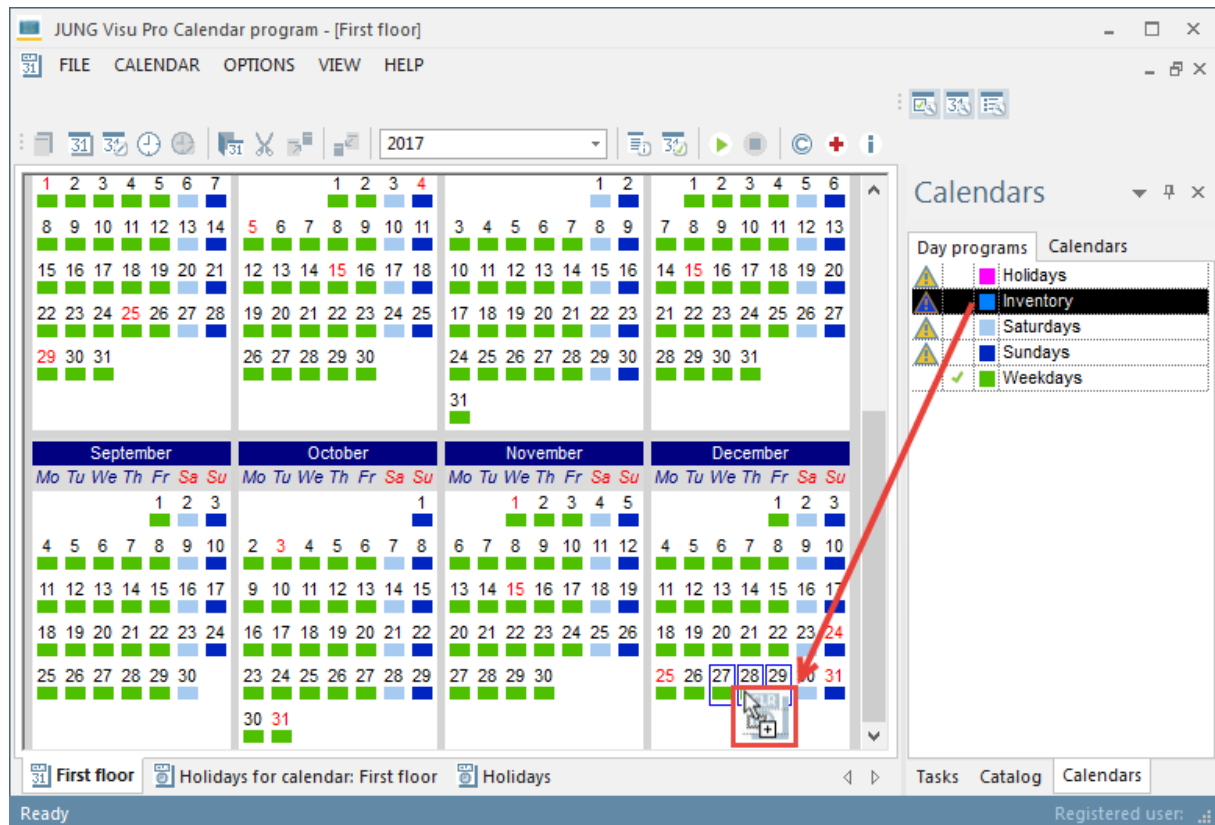 JUNG Visu Pro Calendar program - [First floor]
FILE CALENDAR OPTIONS VIEW HELP
31 31 2017 31 31 © i
Calendars
Day programs Calendars
Holidays
Inventory
Saturdays
Sundays
Weekdays
1 2 3 4 5 6 7 1 2 3 4 1 2 1 2 3 4 5 6
8 9 10 11 12 13 14 5 6 7 8 9 10 11 3 4 5 6 7 8 9 7 8 9 10 11 12 13
15 16 17 18 19 20 21 12 13 14 15 16 17 18 10 11 12 13 14 15 16 14 15 16 17 18 19 20
22 23 24 25 26 27 28 19 20 21 22 23 24 25 17 18 19 20 21 22 23 21 22 23 24 25 26 27
29 30 31 26 27 28 29 30 24 25 26 27 28 29 30 28 29 30 31
31
September October November December
Mo Tu We Th Fr Sa Su Mo Tu We Th Fr Sa Su Mo Tu We Th Fr Sa Su Mo Tu We Th Fr Sa Su
1 2 3 1 1 2 3 4 5 1 2 3
4 5 6 7 8 9 10 2 3 4 5 6 7 8 6 7 8 9 10 11 12 4 5 6 7 8 9 10
11 12 13 14 15 16 17 9 10 11 12 13 14 15 13 14 15 16 17 18 19 11 12 13 14 15 16 17
18 19 20 21 22 23 24 16 17 18 19 20 21 22 20 21 22 23 24 25 26 18 19 20 21 22 23 24
25 26 27 28 29 30 23 24 25 26 27 28 29 27 28 29 30 25 26 27 28 29 30 31
30 31
First floor Holidays for calendar: First floor Holidays
Tasks Catalog Calendars
Ready Registered user: